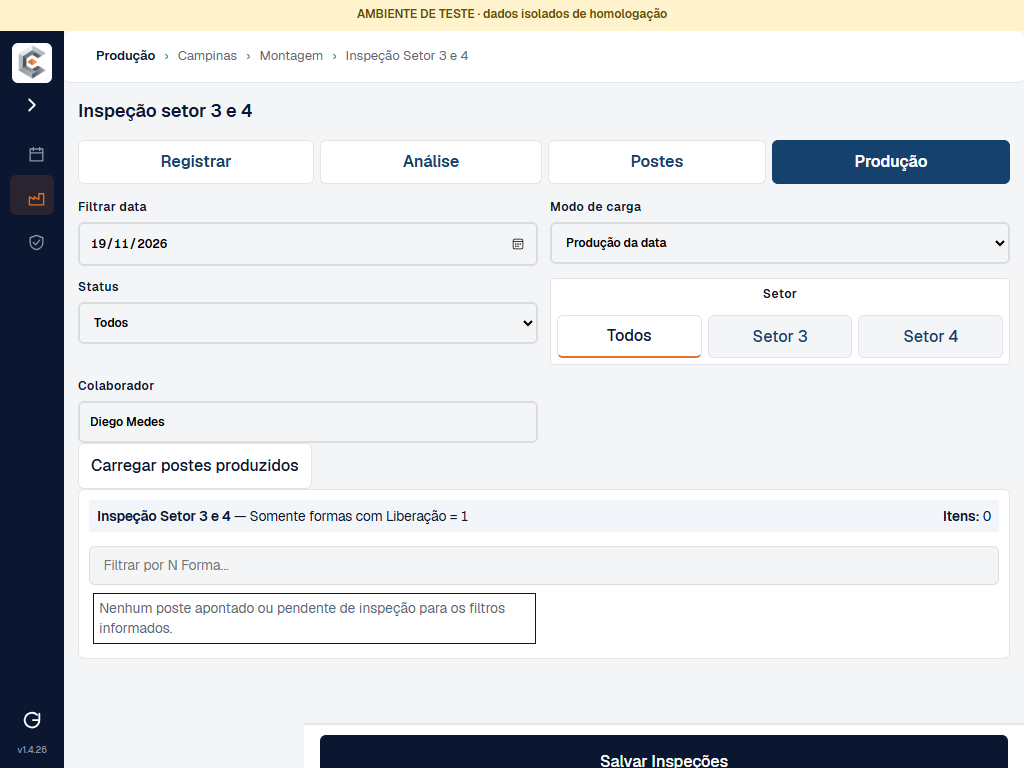 AMBIENTE DE TESTE · dados isolados de homologação
Produção › Campinas › Montagem › Inspeção Setor 3 e 4
Inspeção setor 3 e 4
Registrar
Análise
Postes
Produção
Filtrar data
Modo de carga
19/11/2026
Produção da data
Status
Setor
Todos
Todos
Setor 3
Setor 4
Colaborador
Diego Medes
Carregar postes produzidos
Inspeção Setor 3 e 4 — Somente formas com Liberação = 1
Itens: 0
Filtrar por N Forma...
Nenhum poste apontado ou pendente de inspeção para os filtros
informados.
v1.4.26
Salvar Inspeções